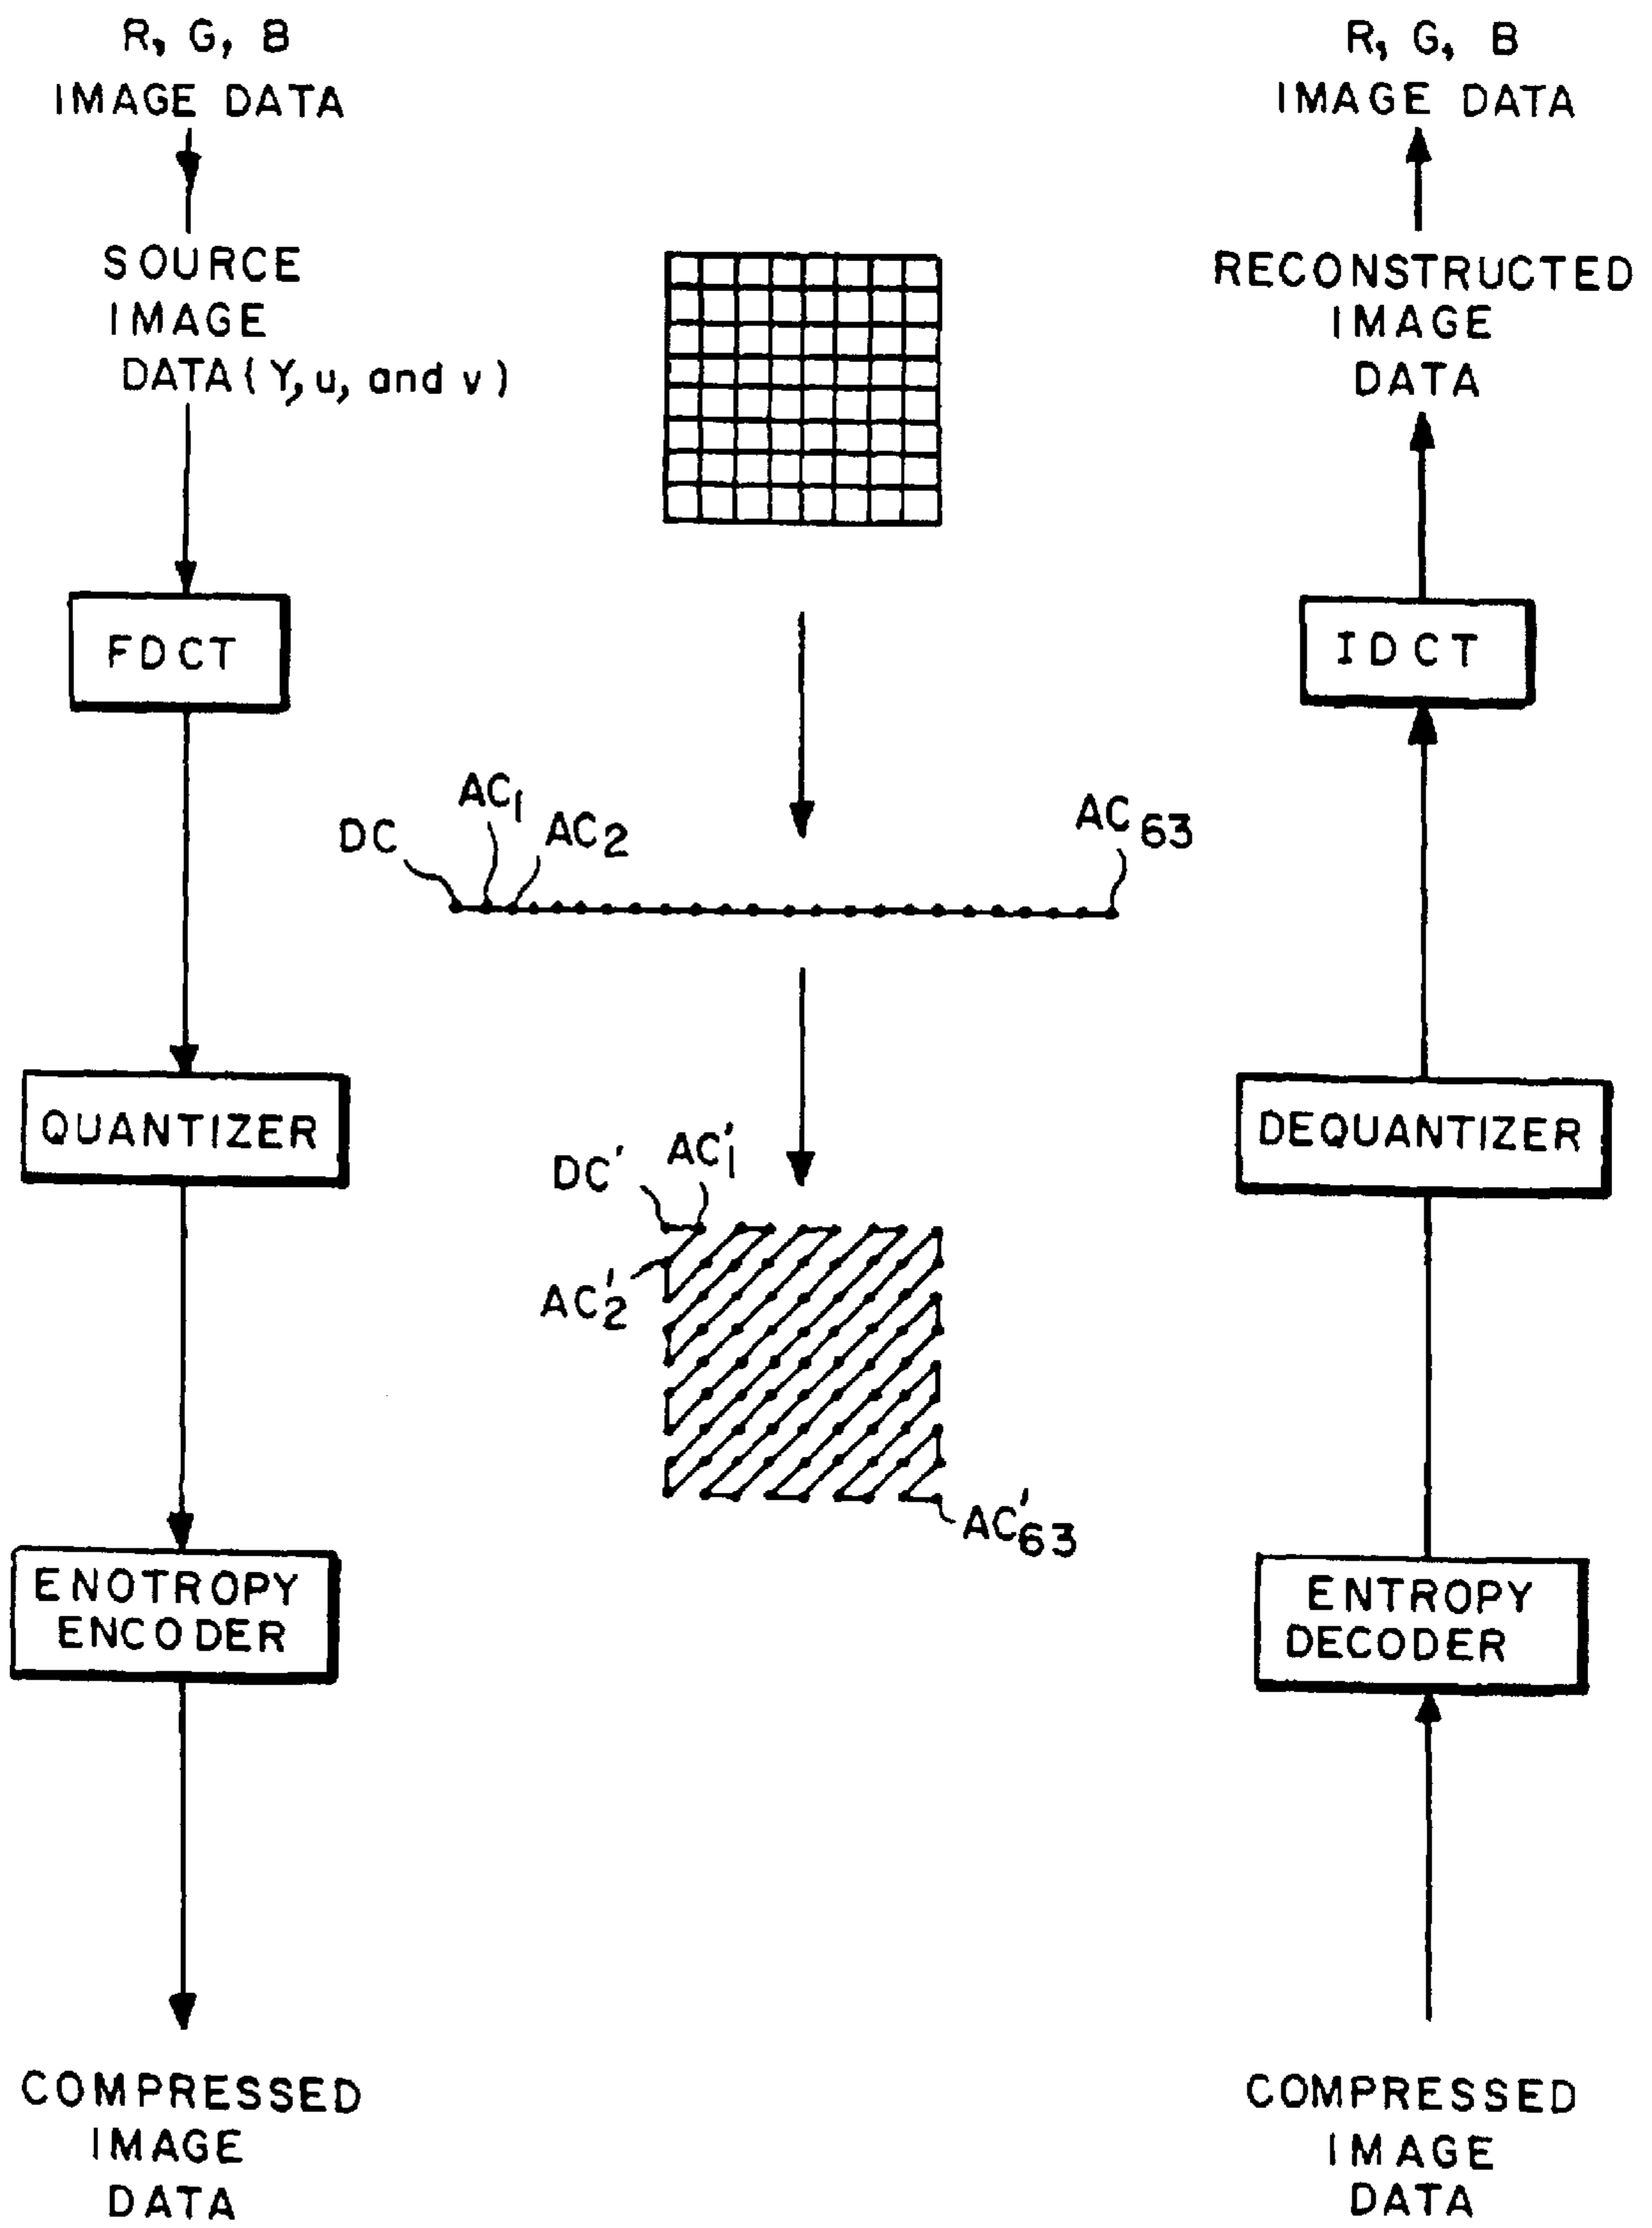 R, G, B
IMAGE DATA
SOURCE
IMAGE
DATA (Y, u, and v)
FDCT
QUANTIZER
ENOTROPY
ENCODER
COMPRESSED
IMAGE
DATA
DC
AC1
AC2
AC63
DC'
AC'1
AC'2
AC'63
R, G, B
IMAGE DATA
RECONSTRUCTED
IMAGE
DATA
IDCT
DEQUANTIZER
ENTROPY
DECODER
COMPRESSED
IMAGE
DATA